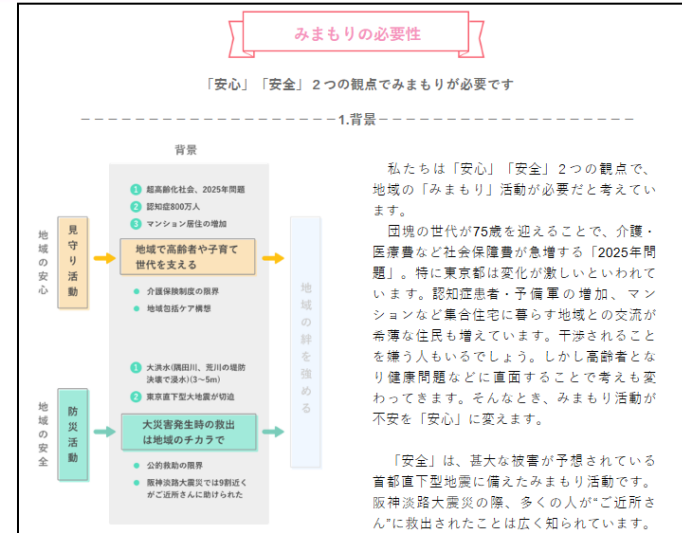 みまもりの必要性
「安心」「安全」2つの観点でみまもりが必要です
1.背景
背景
地域の安心
見守り活動
1 超高齢化社会、2025年問題
2 認知症800万人
3 マンション居住の増加
地域で高齢者や子育て
世代を支える
介護保険制度の限界
地域包括ケア構想
地域の安全
防災活動
1 大洪水(隅田川、荒川の堤防
決壊で浸水)(3～5m)
2 東京直下型大地震が切迫
大災害発生時の救出
は地域のチカラで
公的救助の限界
阪神淡路大震災では9割近く
がご近所さんに助けられた
地域の絆を強める
私たちは「安心」「安全」2つの観点で、
地域の「みまもり」活動が必要だと考えてい
ます。
団塊の世代が75歳を迎えることで、介護・
医療費など社会保障費が急増する「2025年問
題」。特に東京都は変化が激しいといわれて
います。認知症患者・予備軍の増加、マン
ションなど集合住宅に暮らす地域との交流が
希薄な住民も増えています。干渉されること
を嫌う人もいるでしょう。しかし高齢者とな
り健康問題などに直面することで考えも変
わってきます。そんなとき、みまもり活動が
不安を「安心」に変えます。
「安全」は、甚大な被害が予想されている
首都直下型地震に備えたみまもり活動です。
阪神淡路大震災の際、多くの人が“ご近所さ
ん”に救出されたことは広く知られています。